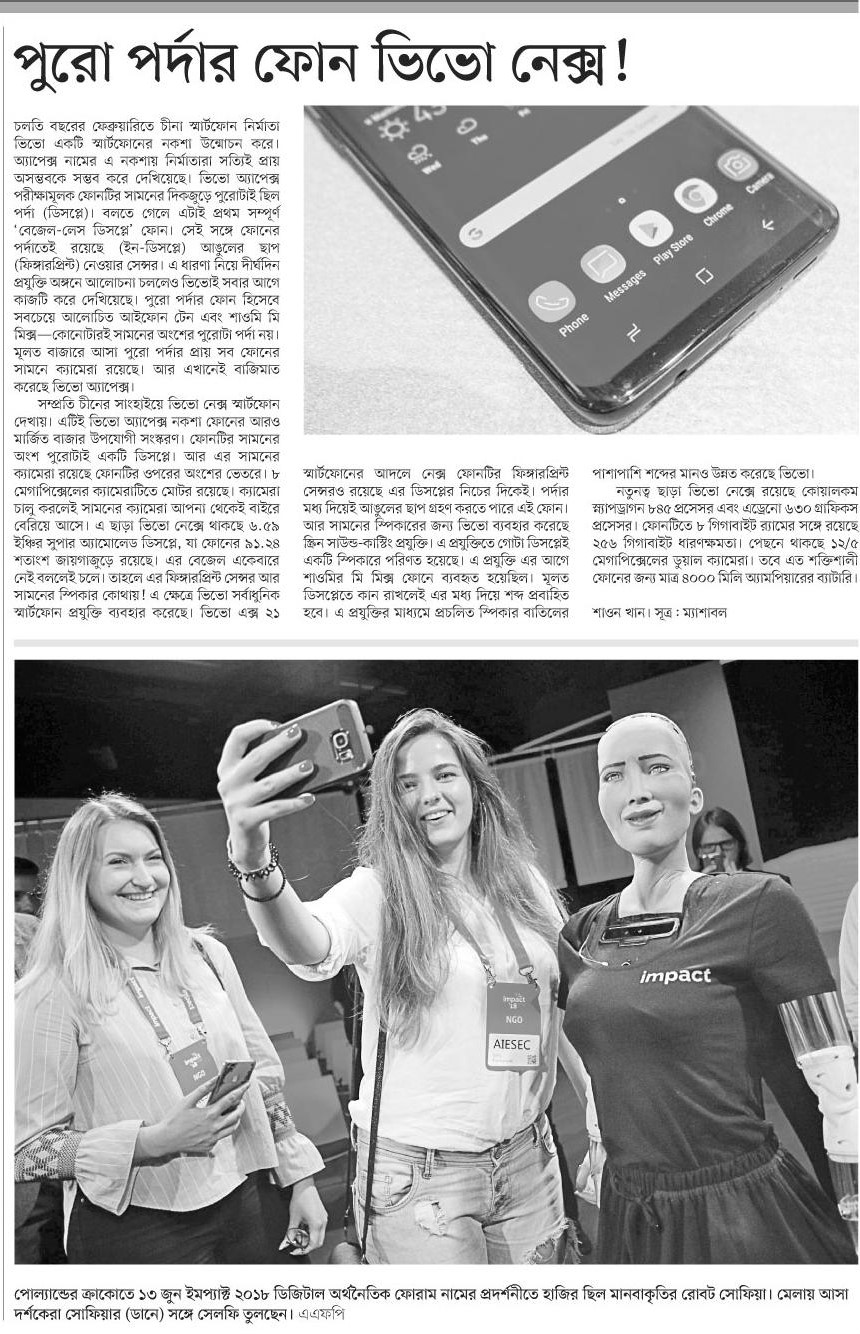 পুরো পর্দার ফোন ভিভো নেক্স!
চলতি বছরের ফেব্রুয়ারিতে চীনা স্মার্টফোন নির্মাতা
ভিভো একটি স্মার্টফোনের নকশা উন্মোচন করে।
অ্যাপেক্স নামের এ নকশায় নির্মাতারা সত্যিই প্রায়
অসম্ভবকে সম্ভব করে দেখিয়েছে। ভিভো অ্যাপেক্স
পরীক্ষামূলক ফোনটির সামনের দিকজুড়ে পুরোটাই ছিল
পর্দা (ডিসপ্লে)। বলতে গেলে এটাই প্রথম সম্পূর্ণ
‘বেজেল-লেস ডিসপ্লে’ ফোন। সেই সঙ্গে ফোনের
পর্দাতেই রয়েছে (ইন-ডিসপ্লে) আঙুলের ছাপ
(ফিঙ্গারপ্রিন্ট) নেওয়ার সেন্সর। এ ধারণা নিয়ে দীর্ঘদিন
প্রযুক্তি অঙ্গনে আলোচনা চললেও ভিভোই সবার আগে
কাজটি করে দেখিয়েছে। পুরো পর্দার ফোন হিসেবে
সবচেয়ে আলোচিত আইফোন টেন এবং শাওমি মি
মিক্স—কোনোটারই সামনের অংশের পুরোটা পর্দা নয়।
মূলত বাজারে আসা পুরো পর্দার প্রায় সব ফোনের
সামনে ক্যামেরা রয়েছে। আর এখানেই বাজিমাত
করেছে ভিভো অ্যাপেক্স।
সম্প্রতি চীনের সাংহাইয়ে ভিভো নেক্স স্মার্টফোন
দেখায়। এটিই ভিভো অ্যাপেক্স নকশা ফোনের আরও
মার্জিত বাজার উপযোগী সংস্করণ। ফোনটির সামনের
অংশ পুরোটাই একটি ডিসপ্লে। আর এর সামনের
ক্যামেরা রয়েছে ফোনটির ওপরের অংশের ভেতরে। ৮
মেগাপিক্সেলের ক্যামেরাটিতে মোটর রয়েছে। ক্যামেরা
চালু করলেই সামনের ক্যামেরা আপনা থেকেই বাইরে
বেরিয়ে আসে। এ ছাড়া ভিভো নেক্সে থাকছে ৬.৫৯
ইঞ্চির সুপার অ্যামোলেড ডিসপ্লে, যা ফোনের ৯১.২৪
শতাংশ জায়গাজুড়ে রয়েছে। এর বেজেল একেবারে
নেই বললেই চলে। তাহলে এর ফিঙ্গারপ্রিন্ট সেন্সর আর
সামনের স্পিকার কোথায়! এ ক্ষেত্রে ভিভো সর্বাধুনিক
স্মার্টফোন প্রযুক্তি ব্যবহার করেছে। ভিভো এক্স ২১
Wed
Thu
Fri
Phone
Messages
Play Store
Chrome
Camera
স্মার্টফোনের আদলে নেক্স ফোনটির ফিঙ্গারপ্রিন্ট
সেন্সরও রয়েছে এর ডিসপ্লের নিচের দিকেই। পর্দার
মধ্য দিয়েই আঙুলের ছাপ গ্রহণ করতে পারে এই ফোন।
আর সামনের স্পিকারের জন্য ভিভো ব্যবহার করেছে
স্ক্রিন সাউন্ড-কাস্টিং প্রযুক্তি। এ প্রযুক্তিতে গোটা ডিসপ্লেই
একটি স্পিকারে পরিণত হয়েছে। এ প্রযুক্তি এর আগে
শাওমির মি মিক্স ফোনে ব্যবহৃত হয়েছিল। মূলত
ডিসপ্লেতে কান রাখলেই এর মধ্য দিয়ে শব্দ প্রবাহিত
হবে। এ প্রযুক্তির মাধ্যমে প্রচলিত স্পিকার বাতিলের
পাশাপাশি শব্দের মানও উন্নত করেছে ভিভো।
নতুনত্ব ছাড়া ভিভো নেক্সে রয়েছে কোয়ালকম
স্ন্যাপড্রাগন ৮৪৫ প্রসেসর এবং এড্রেনো ৬৩০ গ্রাফিকস
প্রসেসর। ফোনটিতে ৮ গিগাবাইট র‍্যামের সঙ্গে রয়েছে
২৫৬ গিগাবাইট ধারণক্ষমতা। পেছনে থাকছে ১২/৫
মেগাপিক্সেলের ডুয়াল ক্যামেরা। তবে এত শক্তিশালী
ফোনের জন্য মাত্র ৪০০০ মিলি অ্যামপিয়ারের ব্যাটারি।
শাওন খান। সূত্র : ম্যাশাবল
impact
impact
'18
NGO
AIESEC
NGO
পোল্যান্ডের ক্রাকোতে ১৩ জুন ইমপ্যাক্ট ২০১৮ ডিজিটাল অর্থনৈতিক ফোরাম নামের প্রদর্শনীতে হাজির ছিল মানবাকৃতির রোবট সোফিয়া। মেলায় আসা
দর্শকেরা সোফিয়ার (ডানে) সঙ্গে সেলফি তুলছেন। এএফপি